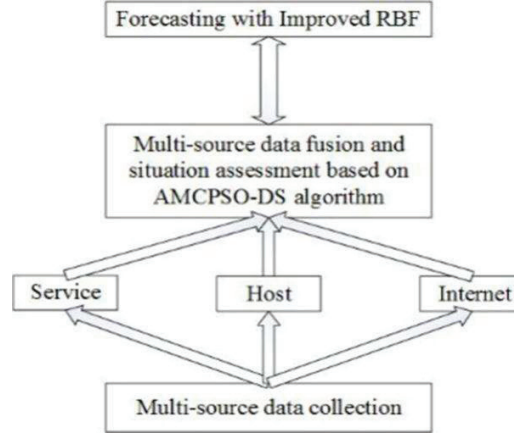 Forecasting with Improved RBF
Multi-source data fusion and
situation assessment based on
AMCPSO-DS algorithm
Service
Host
Internet
Multi-source data collection